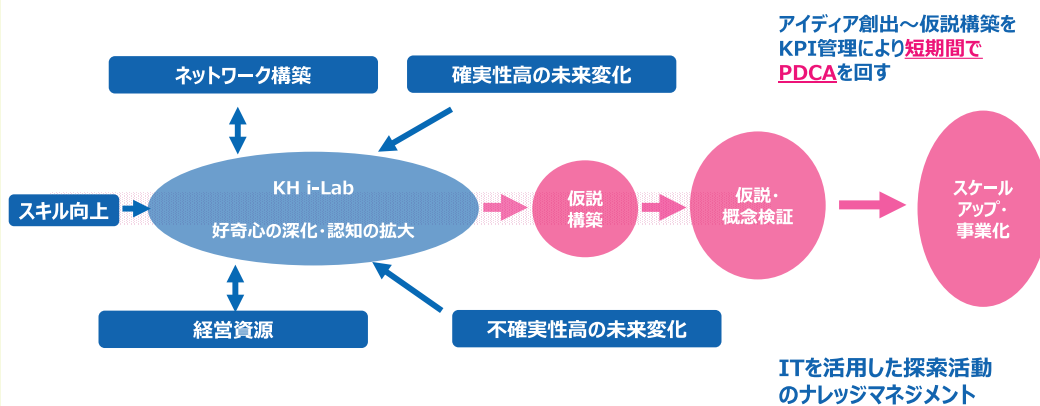 アイディア創出～仮説構築を
KPI管理により短期間で
PDCAを回す
ネットワーク構築
確実性高の未来変化
スキル向上
KH i-Lab
好奇心の深化・認知の拡大
仮説
構築
仮説・
概念検証
スケール
アップ・
事業化
経営資源
不確実性高の未来変化
ITを活用した探索活動
のナレッジマネジメント